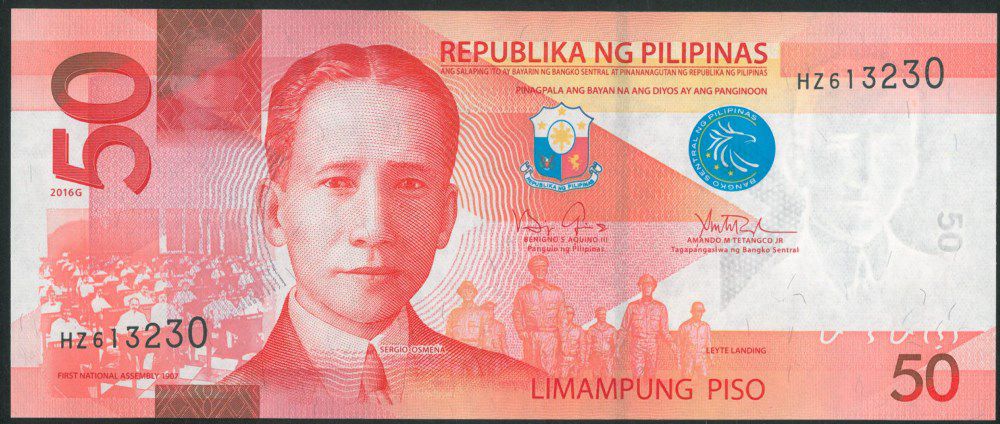 50
2016G
REPUBLIKA NG PILIPINAS
ANG SALAPING ITO AY BAYARIN NG BANGKO SENTRAL AT PINANANAGUTAN NG REPUBLIKA NG PILIPINAS
PINAGPALA ANG BAYAN NA ANG DIYOS AY ANG PANGINOON
HZ613230
REPUBLIKA NG PILIPINAS
BANGKO SENTRAL NG PILIPINAS
BENIGNO S. AQUINO III
Pangulo ng Pilipinas
AMANDO M TETANGCO JR
Tagapangasiwa ng Bangko Sentral
50
HZ613230
SERGIO OSMEÑA
LEYTE LANDING
FIRST NATIONAL ASSEMBLY 1907
LIMAMPUNG PISO
50